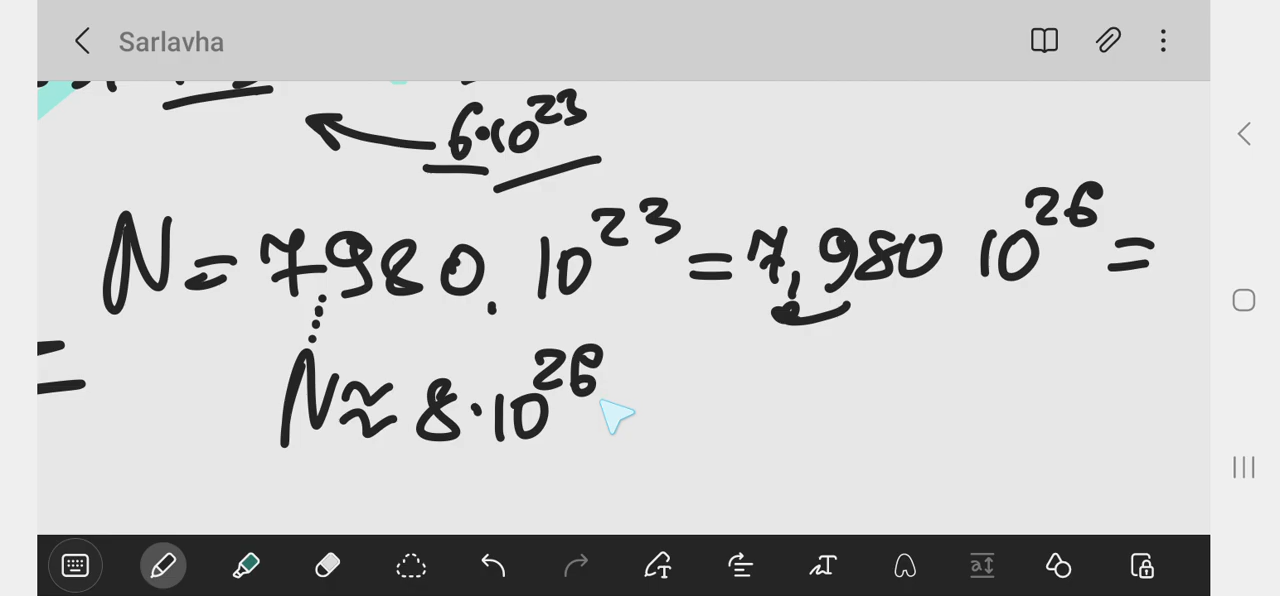 Sarlavha
6·10²³
N = 7980. 10²³ = 7,980 10²⁶ =
=
N ≈ 8·10²⁶